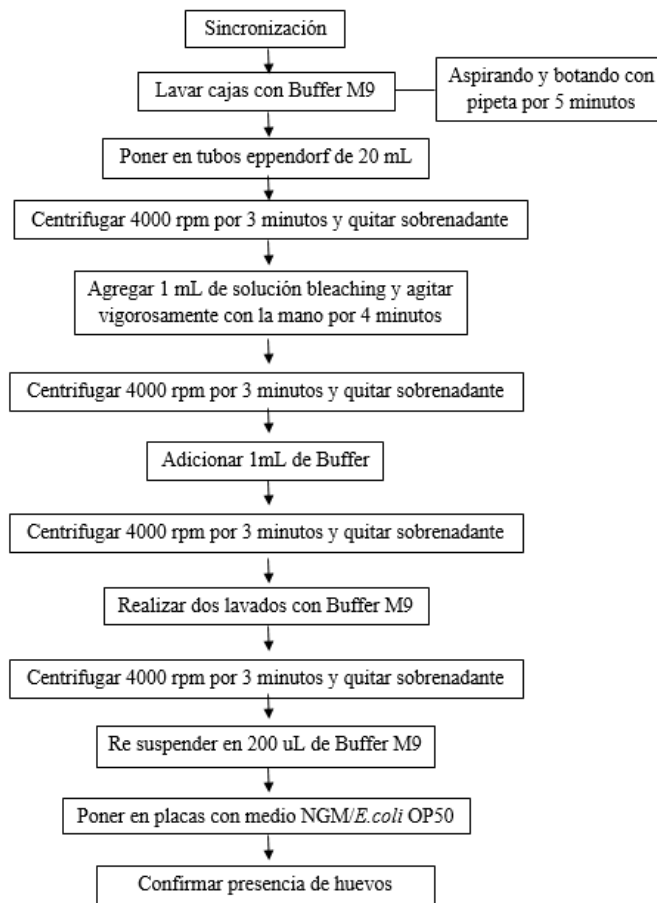 Sincronización
Lavar cajas con Buffer M9
Aspirando y botando con
pipeta por 5 minutos
Poner en tubos eppendorf de 20 mL
Centrifugar 4000 rpm por 3 minutos y quitar sobrenadante
Agregar 1 mL de solución bleaching y agitar
vigorosamente con la mano por 4 minutos
Centrifugar 4000 rpm por 3 minutos y quitar sobrenadante
Adicionar 1mL de Buffer
Centrifugar 4000 rpm por 3 minutos y quitar sobrenadante
Realizar dos lavados con Buffer M9
Centrifugar 4000 rpm por 3 minutos y quitar sobrenadante
Re suspender en 200 uL de Buffer M9
Poner en placas con medio NGM/E.coli OP50
Confirmar presencia de huevos